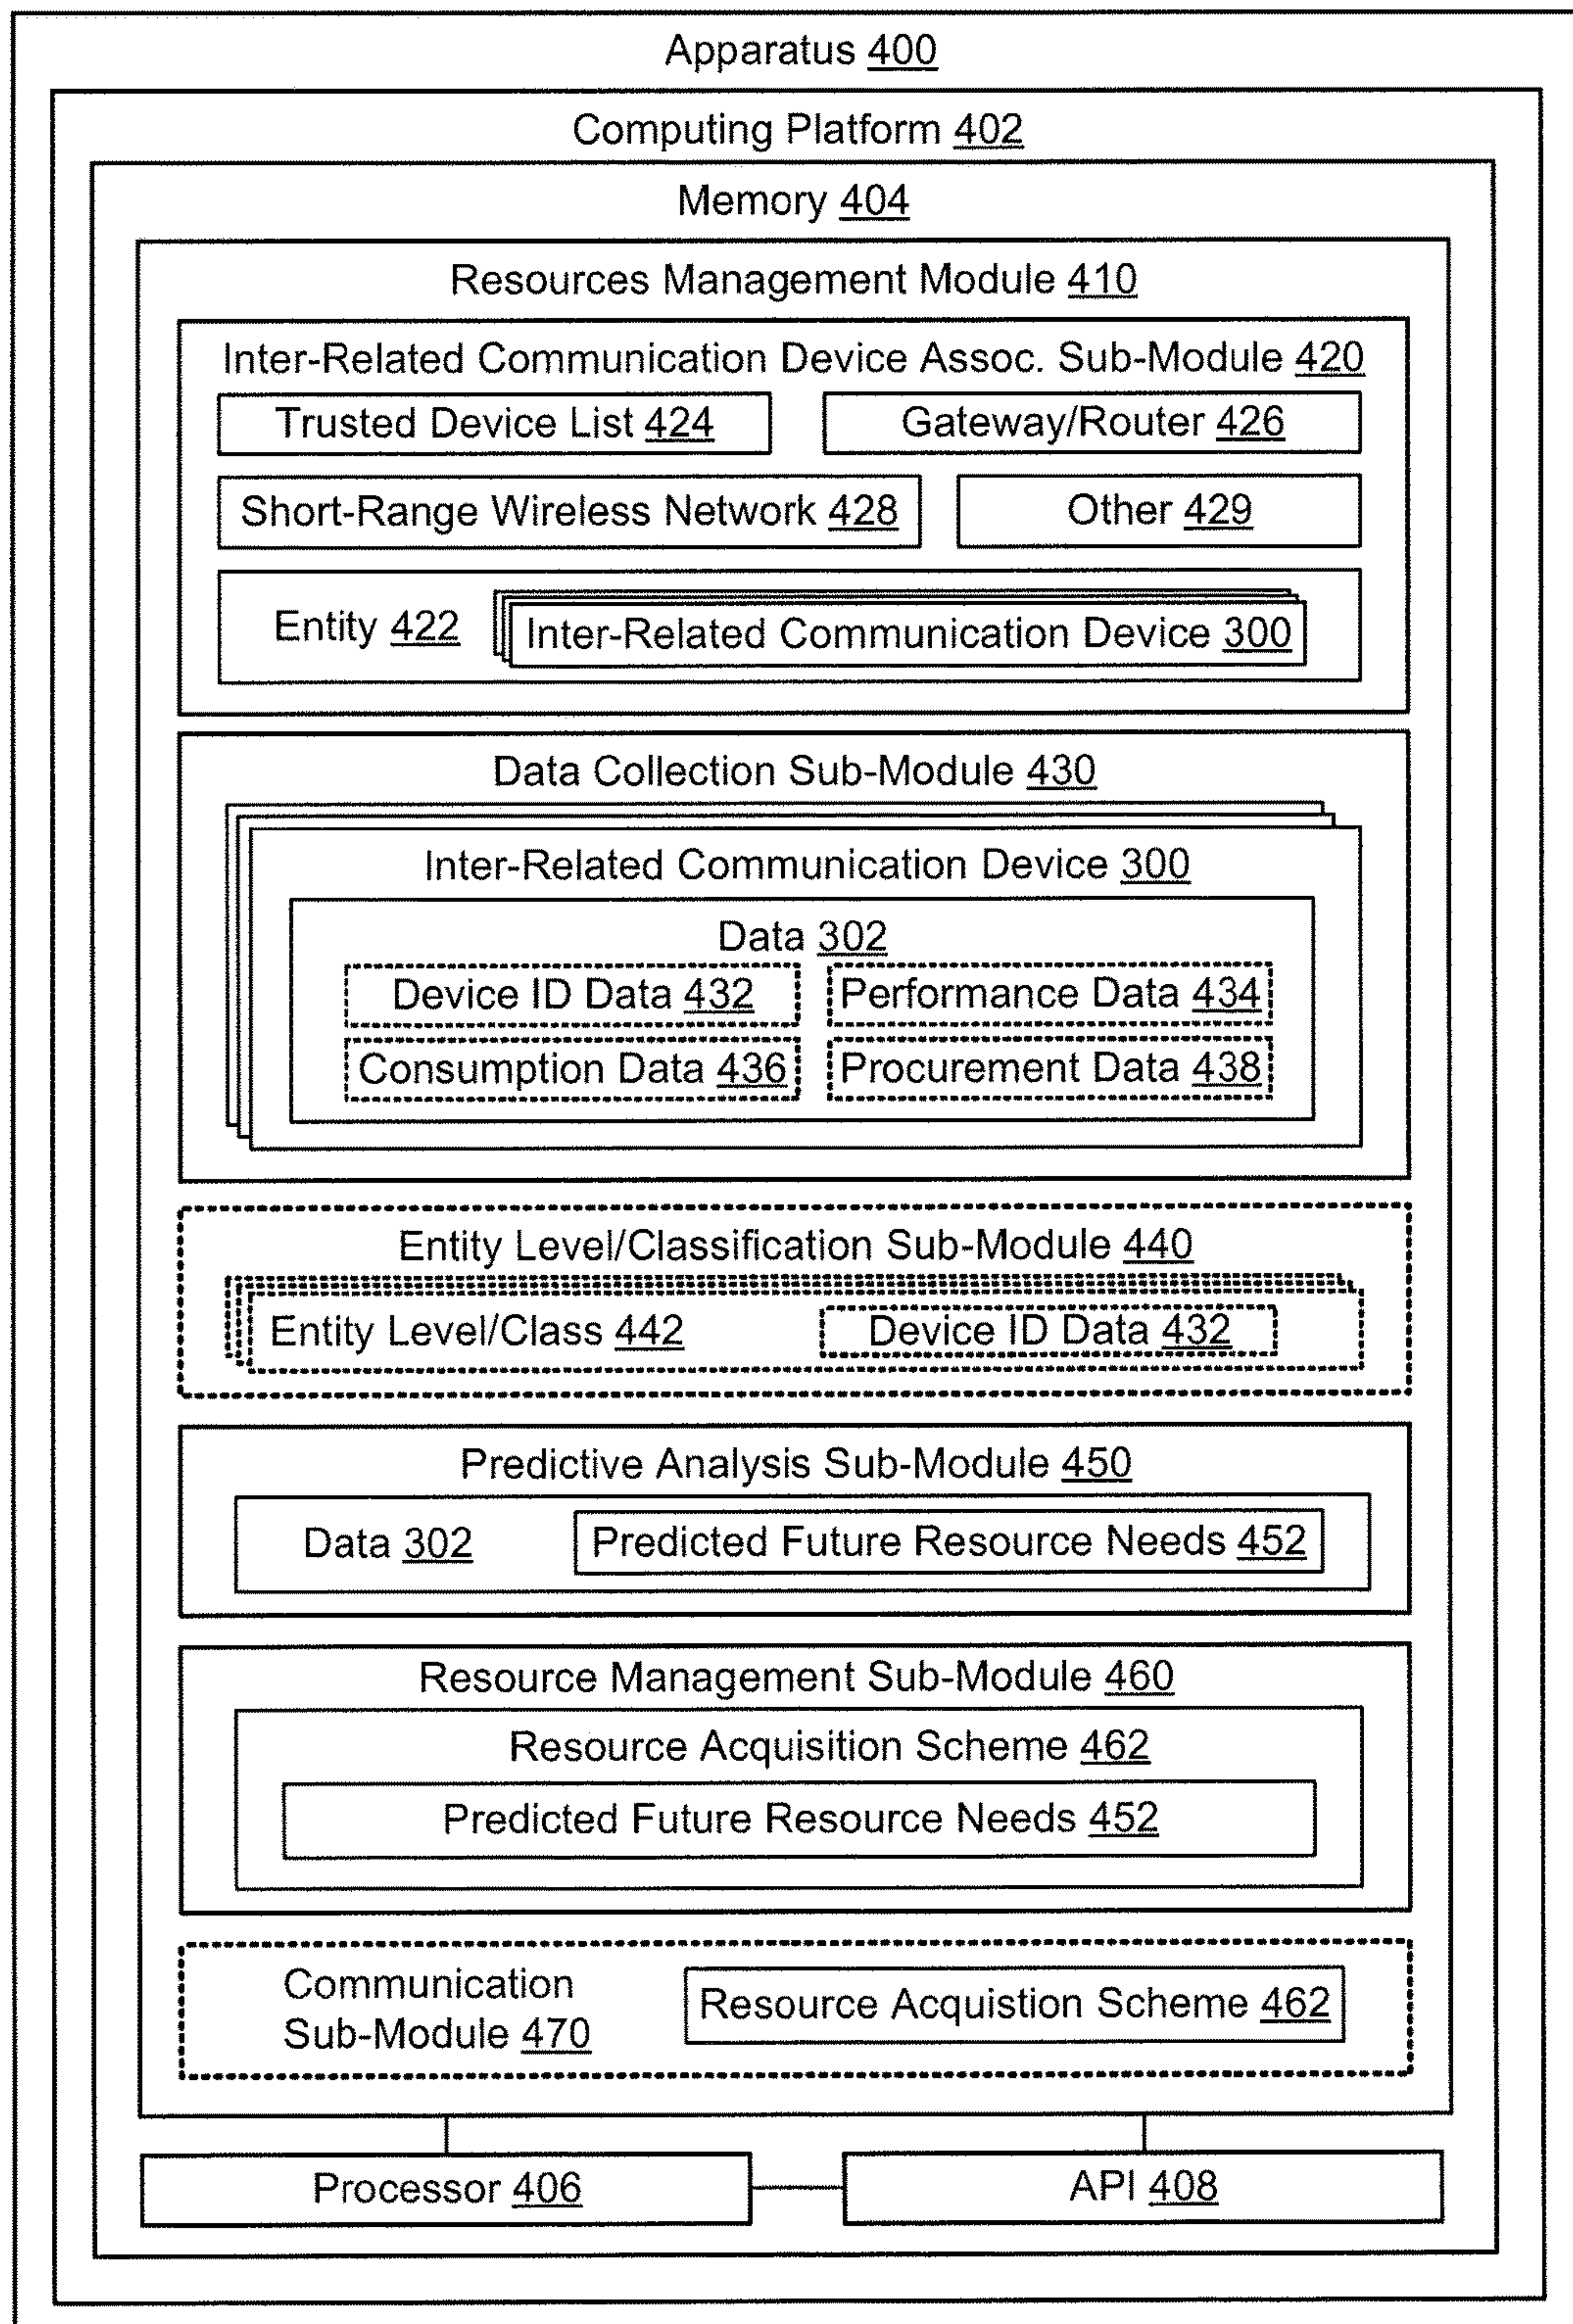 Apparatus 400
Computing Platform 402
Memory 404
Resources Management Module 410
Inter-Related Communication Device Assoc. Sub-Module 420
Trusted Device List 424
Gateway/Router 426
Short-Range Wireless Network 428
Other 429
Entity 422
Inter-Related Communication Device 300
Data Collection Sub-Module 430
Inter-Related Communication Device 300
Data 302
Device ID Data 432
Performance Data 434
Consumption Data 436
Procurement Data 438
Entity Level/Classification Sub-Module 440
Entity Level/Class 442
Device ID Data 432
Predictive Analysis Sub-Module 450
Data 302
Predicted Future Resource Needs 452
Resource Management Sub-Module 460
Resource Acquisition Scheme 462
Predicted Future Resource Needs 452
Communication
Sub-Module 470
Resource Acquistion Scheme 462
Processor 406
API 408